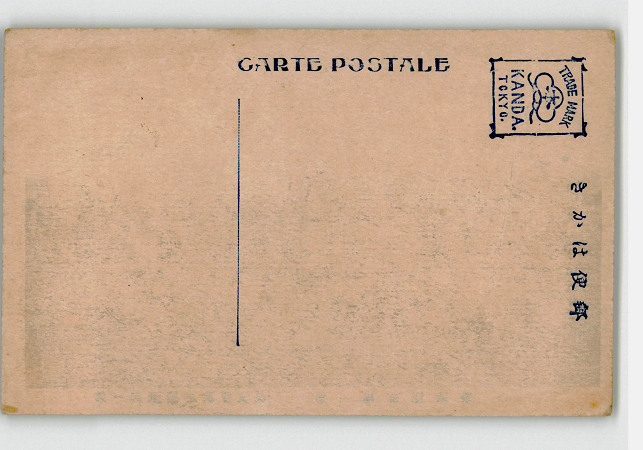 CARTE POSTALE
TRADE MARK
KANDA.
TOKYO.
きかは便郵